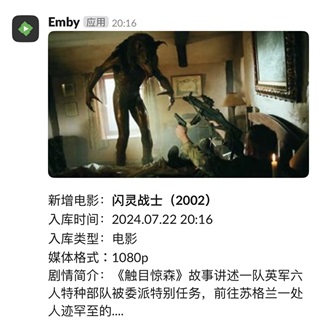 Emby 应用 20:16
新增电影：闪灵战士（2002）
入库时间：2024.07.22 20:16
入库类型：电影
媒体格式：1080p
剧情简介：《触目惊森》故事讲述一队英军六
人特种部队被委派特别任务，前往苏格兰一处
人迹罕至的....